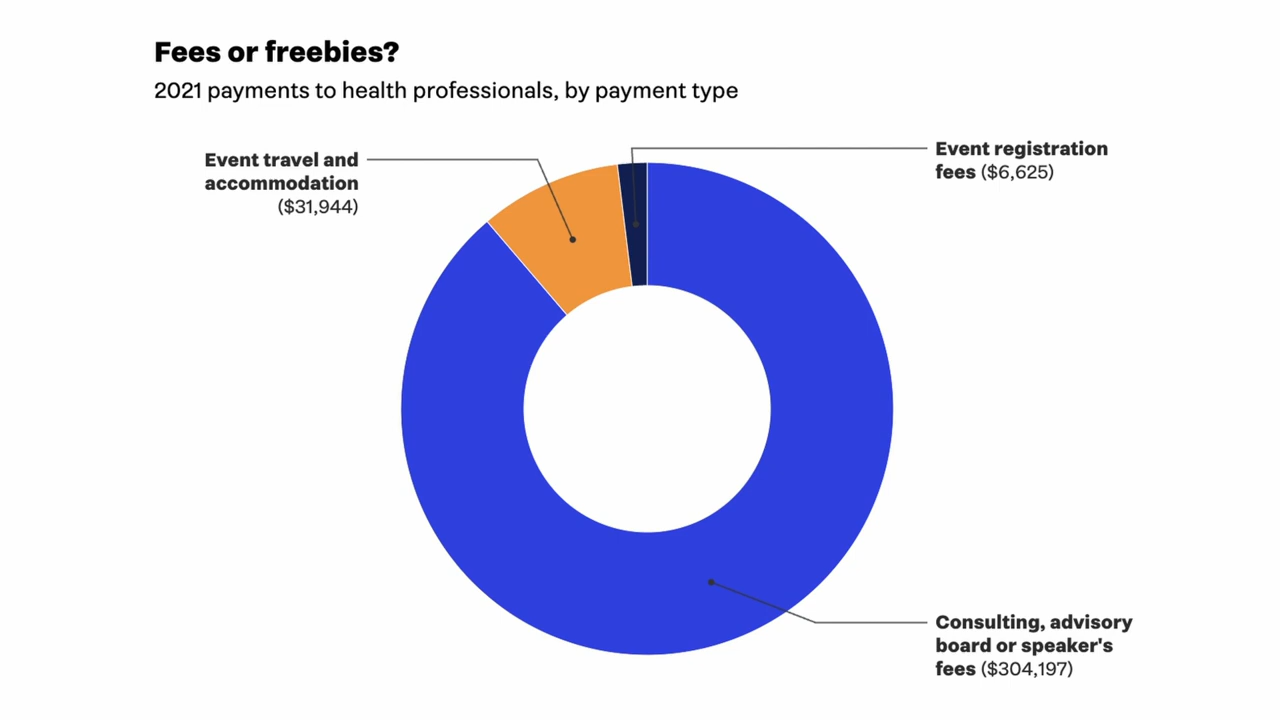 Fees or freebies?
2021 payments to health professionals, by payment type
Event travel and
accommodation
($31,944)
Event registration
fees ($6,625)
Consulting, advisory
board or speaker's
fees ($304,197)